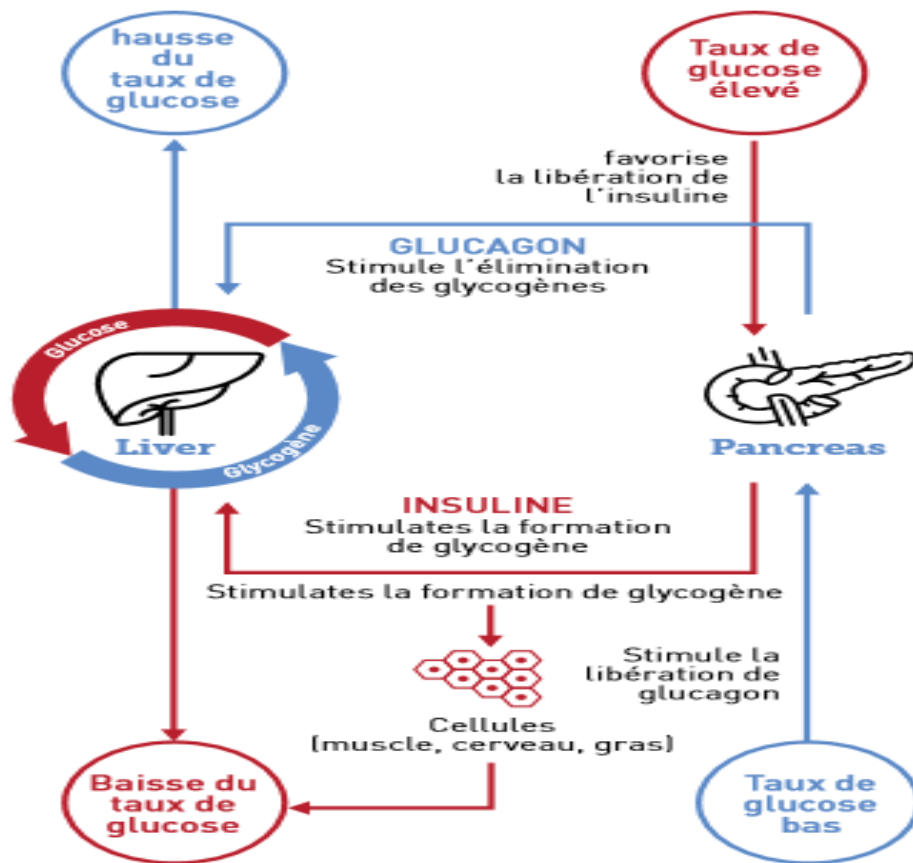 hausse
du
taux de
glucose
Taux de
glucose
élevé
favorise
la libération de
l'insuline
GLUCAGON
Stimule l'élimination
des glycogènes
Glucose
Liver
Glycogène
Pancreas
INSULINE
Stimulates la formation
de glycogène
Stimulates la formation de glycogène
Stimule la
libération de
glucagon
Cellules
(muscle, cerveau, gras)
Baisse du
taux de
glucose
Taux de
glucose
bas